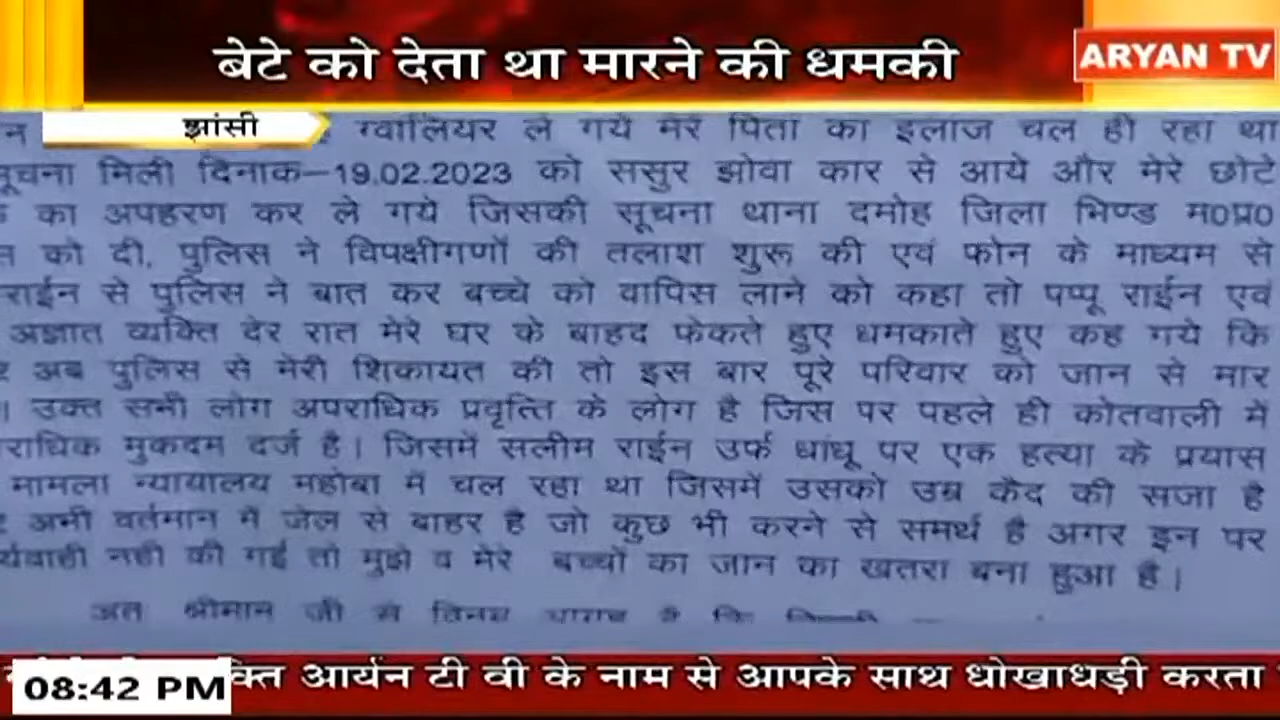 बेटे को देता था मारने की धमकी
ARYAN TV
झांसी
न ग्वालियर ले गये मेरे पिता का इलाज चल ही रहा था
सूचना मिली दिनाक–19.02.2023 को ससुर झोवा कार से आये और मेरे छोटे
का अपहरण कर ले गये जिसकी सूचना थाना दमोह जिला भिण्ड म0प्र0
को दी. पुलिस ने विपक्षीगणों की तलाश शुरू की एवं फोन के माध्यम से
राईन से पुलिस ने बात कर बच्चे को वापिस लाने को कहा तो पप्पू राईन एवं
अज्ञात व्यक्ति देर रात मेरे घर के बाहद फेकते हुए धमकाते हुए कह गये कि
अब पुलिस से मेरी शिकायत की तो इस बार पूरे परिवार को जान से मार
। उक्त सभी लोग अपराधिक प्रवृत्ति के लोग है जिस पर पहले ही कोतवाली में
राधिक मुकदम दर्ज है। जिसमें सलीम राईन उर्फ धांधू पर एक हत्या के प्रयास
मामला न्यायालय महोबा में चल रहा था जिसमें उसको उम्र कैद की सजा है
अभी वर्तमान में जेल से बाहर है जो कुछ भी करने से समर्थ है अगर इन पर
र्यवाही नही की गई तो मुझे व मेरे बच्चों का जान का खतरा बना हुआ है।
अत श्रीमान जी से
08:42 PM
क्ति आर्यन टी वी के नाम से आपके साथ धोखाधड़ी करता